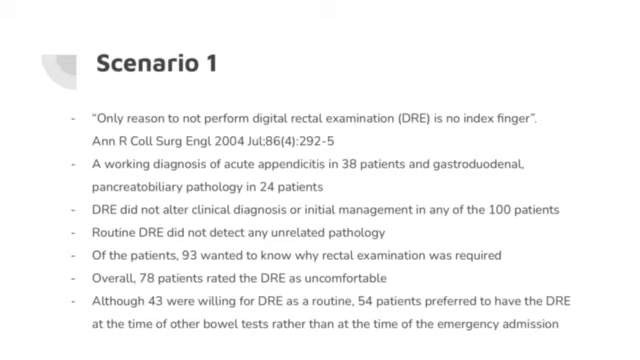 Scenario 1
- “Only reason to not perform digital rectal examination (DRE) is no index finger”.
Ann R Coll Surg Engl 2004 Jul;86(4):292-5
- A working diagnosis of acute appendicitis in 38 patients and gastroduodenal,
pancreatobiliary pathology in 24 patients
- DRE did not alter clinical diagnosis or initial management in any of the 100 patients
- Routine DRE did not detect any unrelated pathology
- Of the patients, 93 wanted to know why rectal examination was required
- Overall, 78 patients rated the DRE as uncomfortable
- Although 43 were willing for DRE as a routine, 54 patients preferred to have the DRE
at the time of other bowel tests rather than at the time of the emergency admission